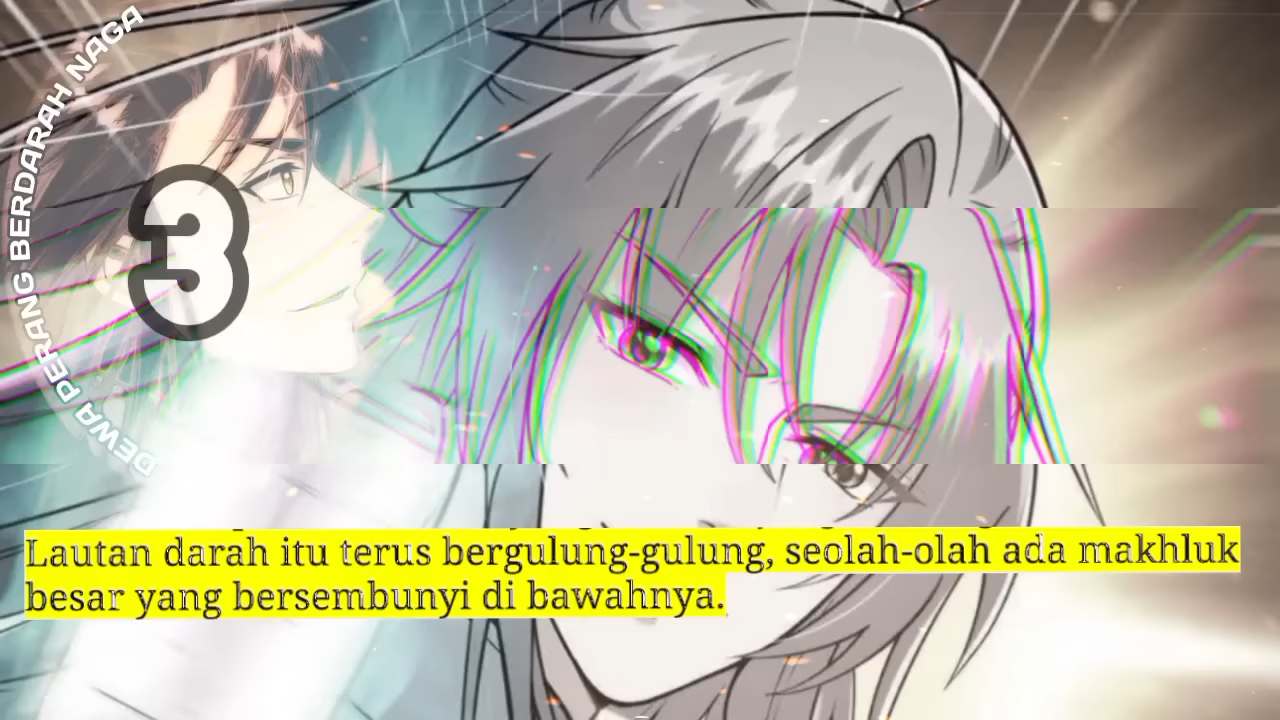 DEWA PERANG BERDARAH NAGA
3
Lautan darah itu terus bergulung-gulung, seolah-olah ada makhluk
besar yang bersembunyi di bawahnya.